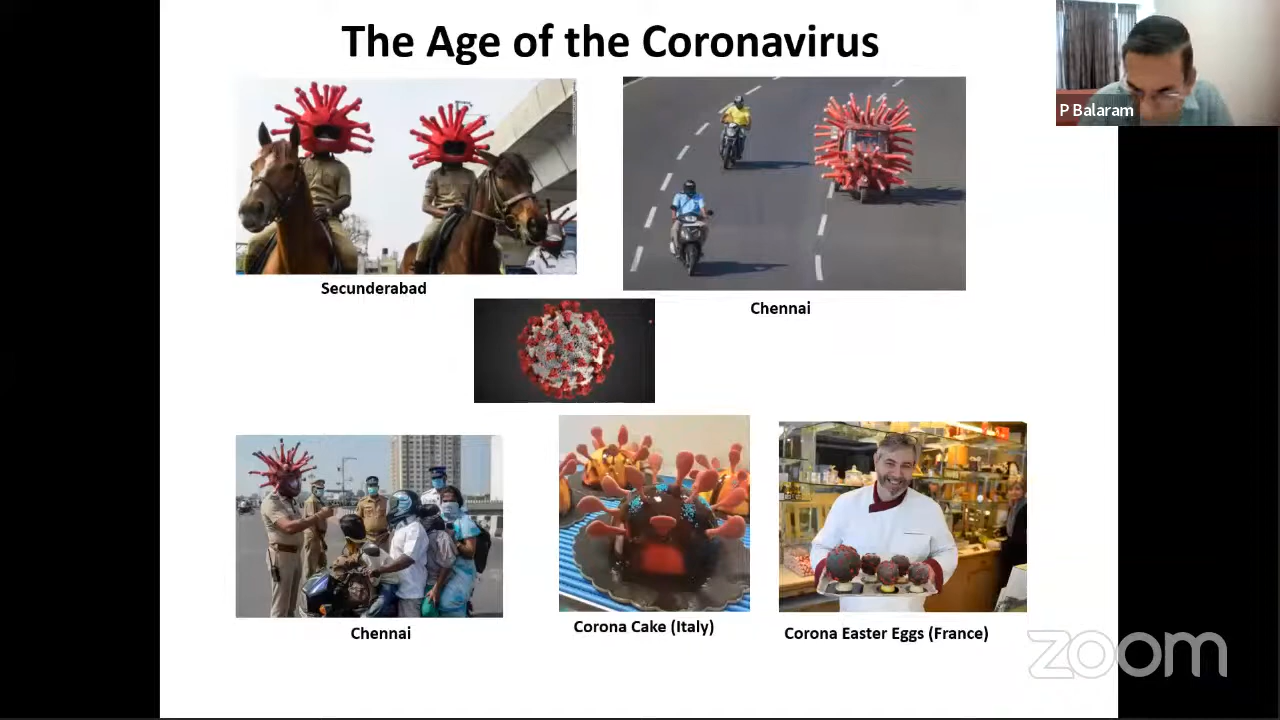 The Age of the Coronavirus
P Balaram
Secunderabad
Chennai
Chennai
Corona Cake (Italy)
Corona Easter Eggs (France)
zoom